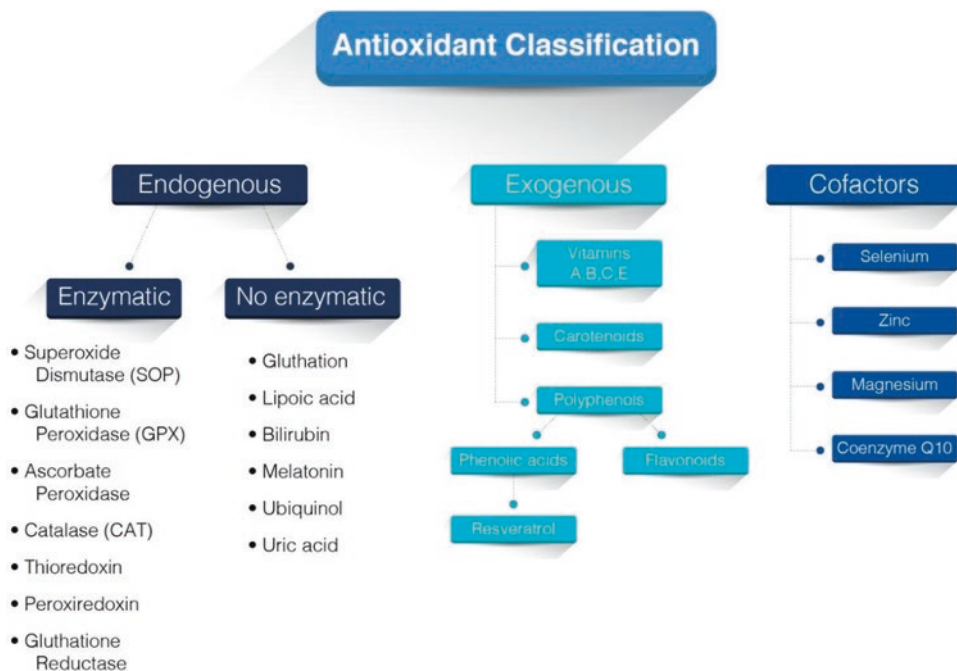 Antioxidant Classification
Endogenous
Exogenous
Cofactors
Enzymatic
No enzymatic
• Superoxide
Dismutase (SOP)
• Glutathione
Peroxidase (GPX)
• Ascorbate
Peroxidase
• Catalase (CAT)
• Thioredoxin
• Peroxiredoxin
• Gluthatione
Reductase
• Gluthation
• Lipoic acid
• Bilirubin
• Melatonin
• Ubiquinol
• Uric acid
Vitamins
A,B,C,E
Carotenoids
Polyphenols
Phenolic acids
Flavonoids
Resveratrol
Selenium
Zinc
Magnesium
Coenzyme Q10